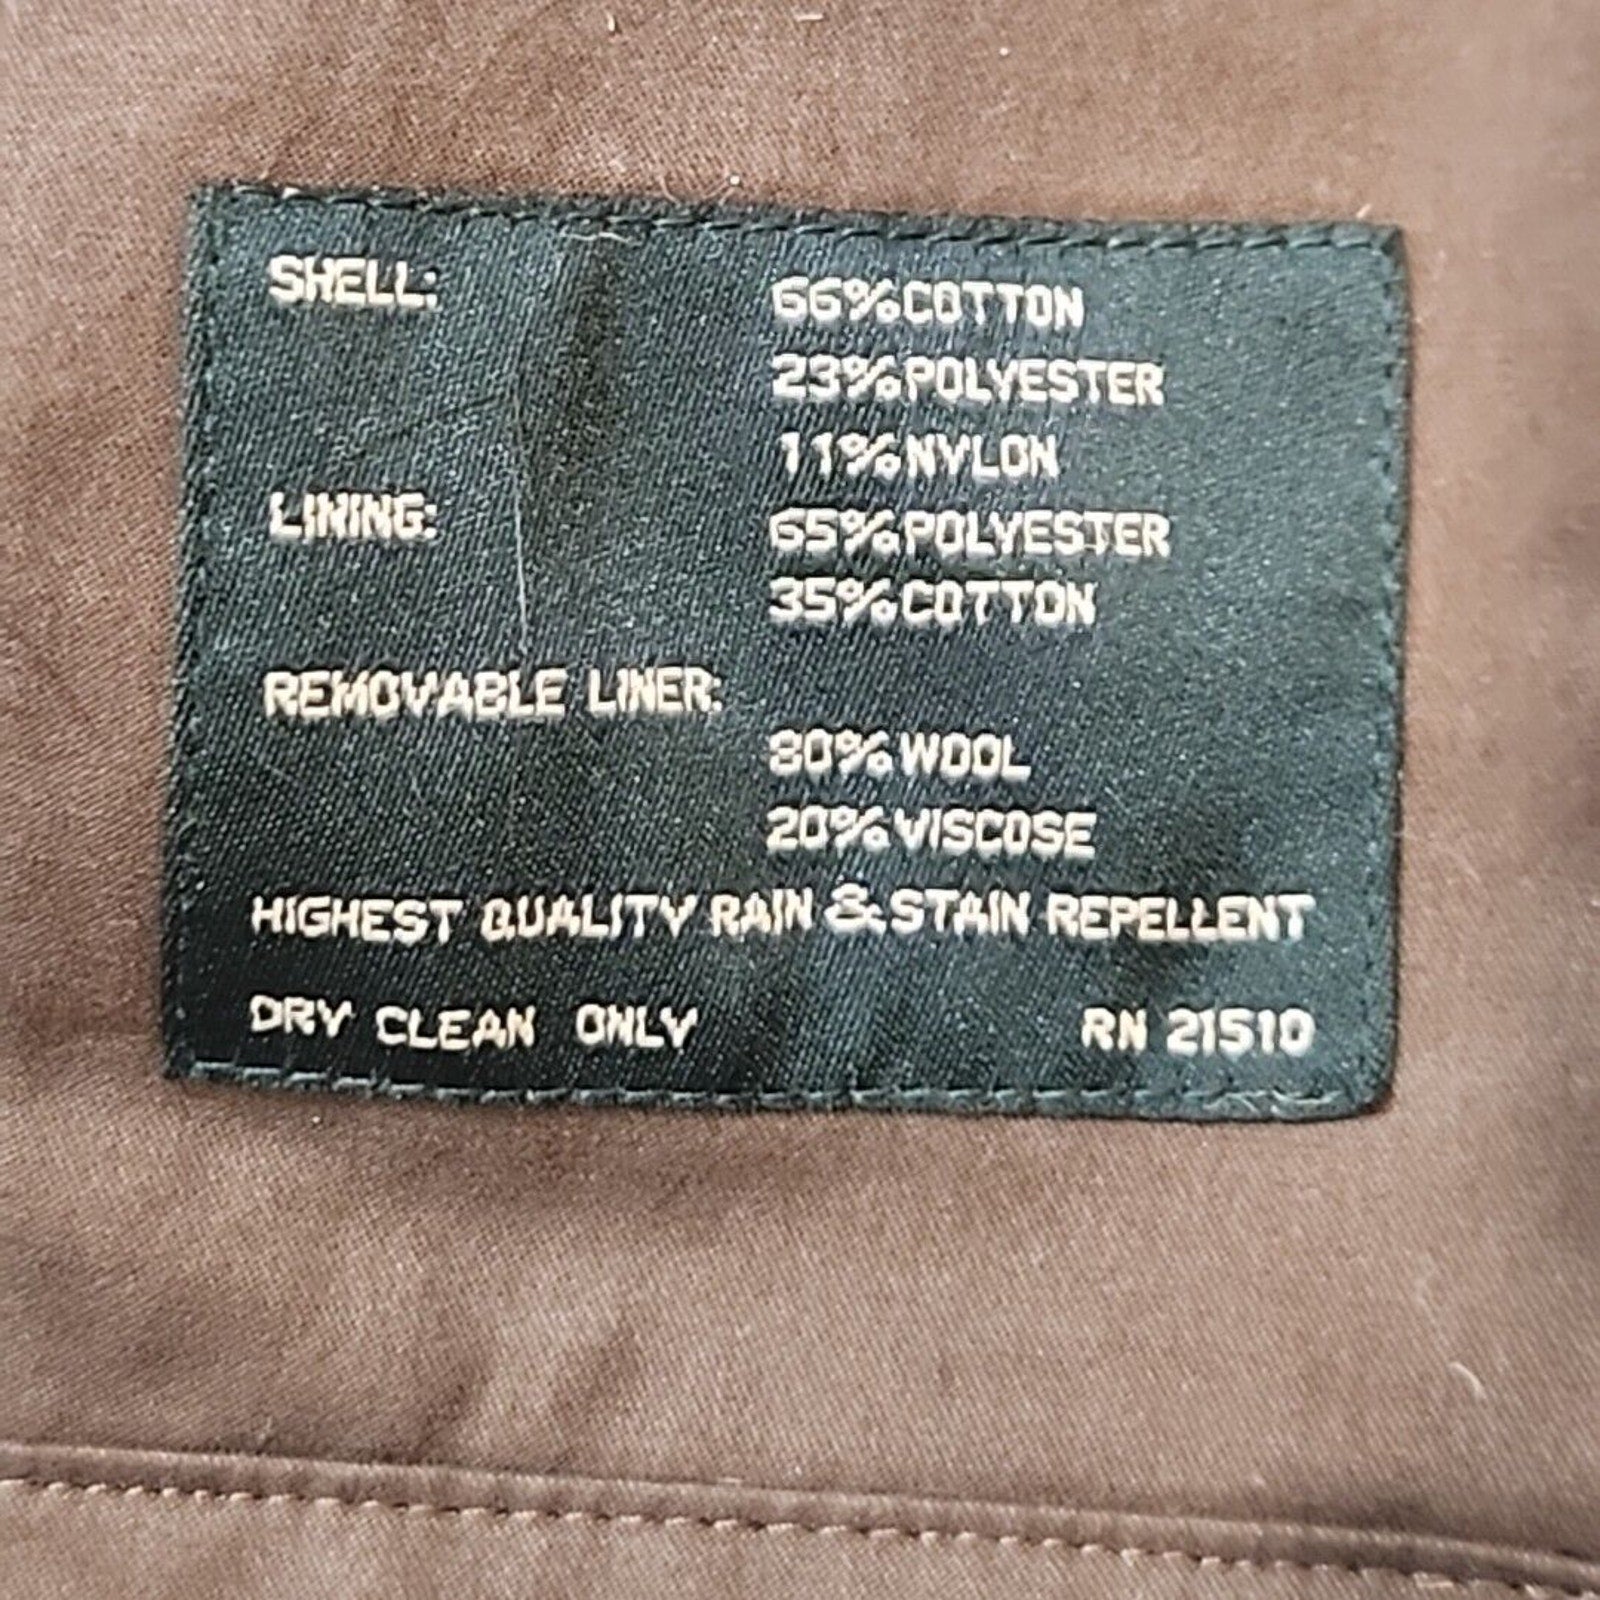 SHELL: 66% COTTON
23% POLYESTER
11% NYLON
LINING: 65% POLYESTER
35% COTTON
REMOVABLE LINER:
80% WOOL
20% VISCOSE
HIGHEST QUALITY RAIN & STAIN REPELLENT
DRY CLEAN ONLY RN 21510